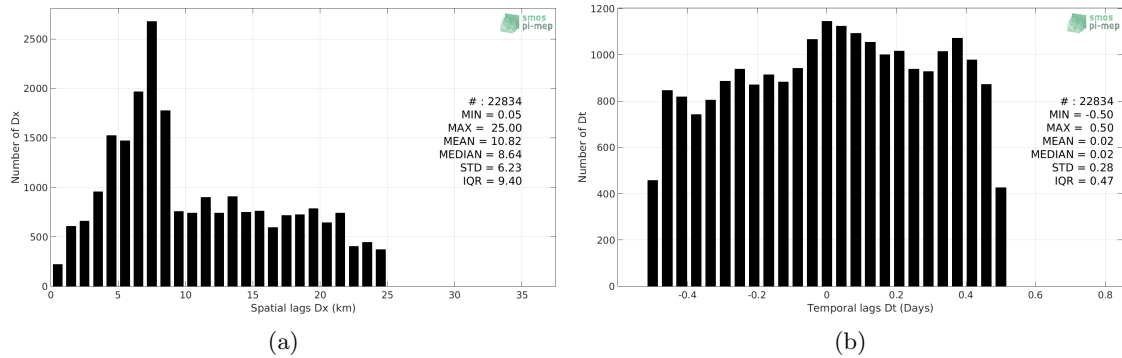 smos
pi-mep
2500
2000
1500
1000
500
0
Number of Dx
# : 22834
MIN = 0.05
MAX = 25.00
MEAN = 10.82
MEDIAN = 8.64
STD = 6.23
IQR = 9.40
0 5 10 15 20 25 30 35
Spatial lags Dx (km)
(a)
smos
pi-mep
1200
1000
800
600
400
200
0
Number of Dt
# : 22834
MIN = -0.50
MAX = 0.50
MEAN = 0.02
MEDIAN = 0.02
STD = 0.28
IQR = 0.47
-0.4 -0.2 0 0.2 0.4 0.6 0.8
Temporal lags Dt (Days)
(b)